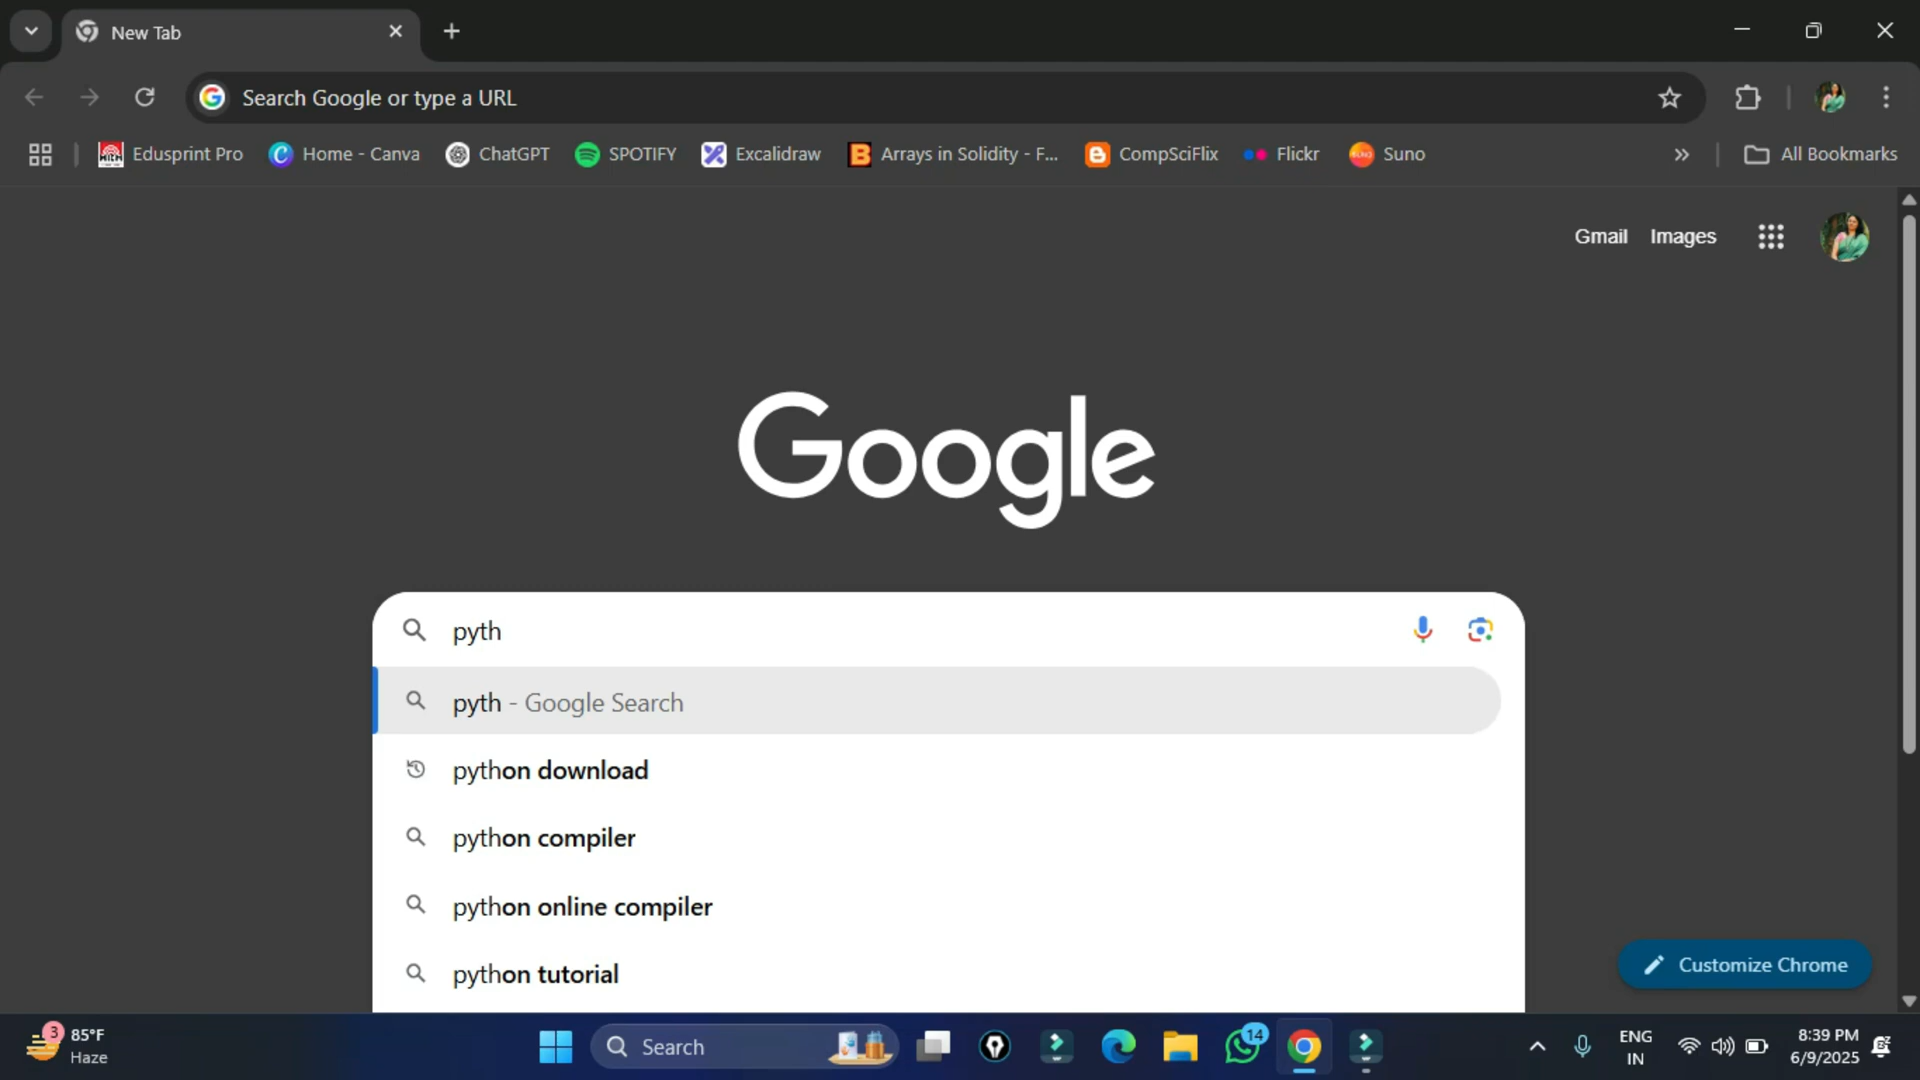 New Tab
Search Google or type a URL
Edusprint Pro
Home - Canva
ChatGPT
SPOTIFY
Excalidraw
Arrays in Solidity - F...
CompSciFlix
Flickr
Suno
»
All Bookmarks
Gmail
Images
Google
pyth
pyth - Google Search
python download
python compiler
python online compiler
python tutorial
Customize Chrome
3
85°F
Haze
Search
14
ENG
IN
8:39 PM
6/9/2025